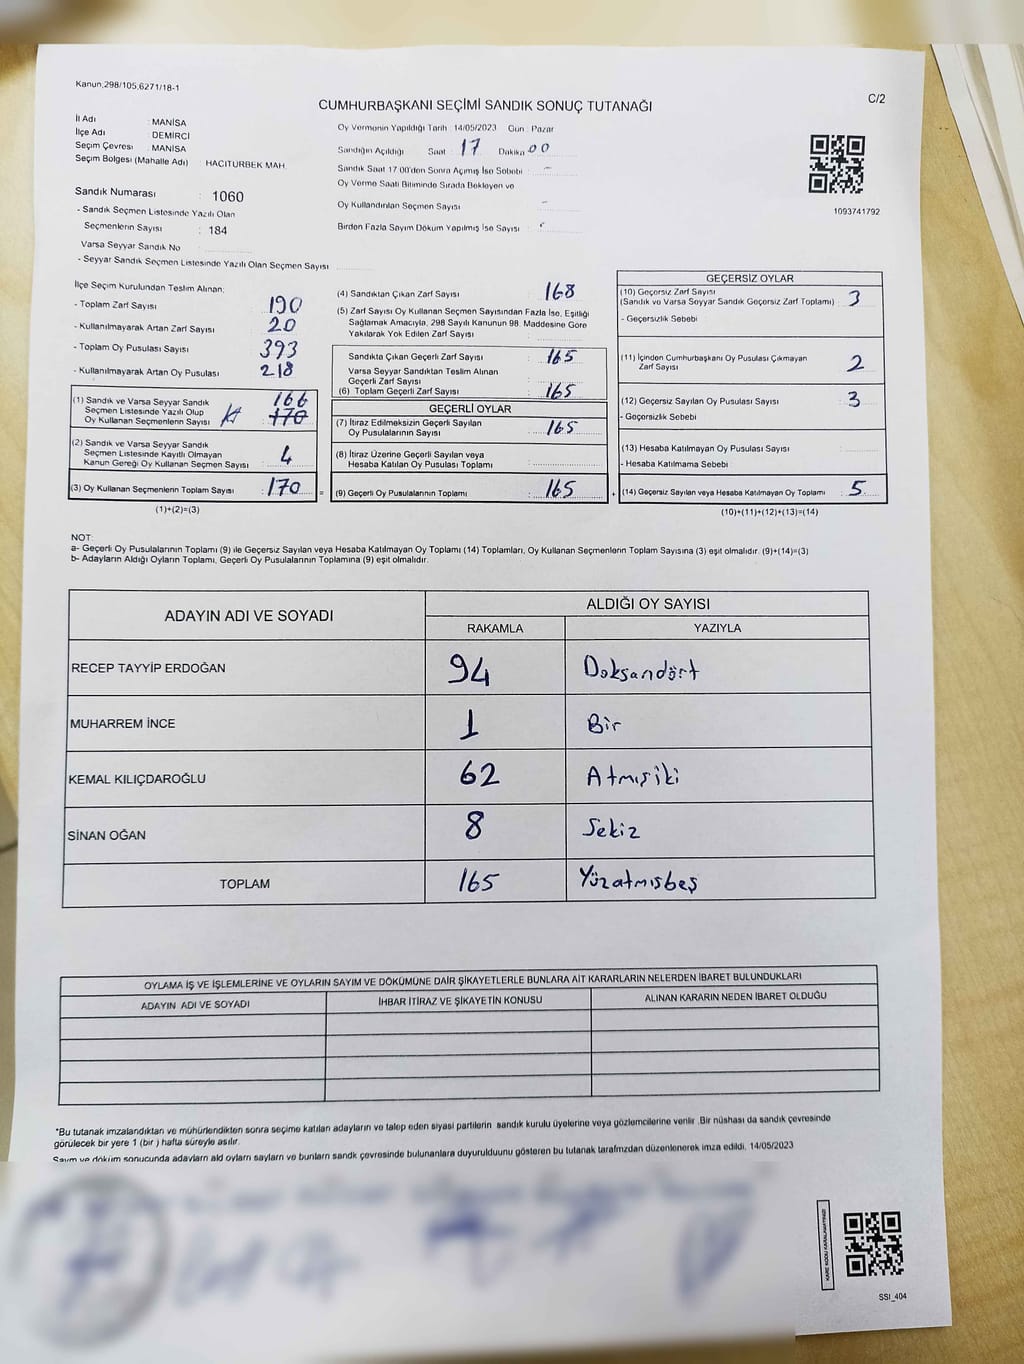 Kanun,298/105,6271/18-1
C/2
CUMHURBAŞKANI SEÇİMİ SANDIK SONUÇ TUTANAĞI
İl Adı : MANİSA
İlçe Adı : DEMİRCİ
Seçim Çevresi : MANİSA
Seçim Bölgesi (Mahalle Adı) : HACITÜRBEK MAH.
Sandık Numarası : 1060
- Sandık Seçmen Listesinde Yazılı Olan
Seçmenlerin Sayısı : 184
Varsa Seyyar Sandık No
- Seyyar Sandık Seçmen Listesinde Yazılı Olan Seçmen Sayısı
Oy Vermenin Yapıldığı Tarih : 14/05/2023 Gün : Pazar
Sandığın Açıldığı Saat : 17 Dakika 00
Sandık Saat 17:00'den Sonra Açılmış İse Sebebi : -
Oy Verme Saati Bitiminde Sırada Bekleyen ve
Oy Kullandırılan Seçmen Sayısı : -
Birden Fazla Sayım Döküm Yapılmış İse Sayısı :
1093741792
İlçe Seçim Kurulundan Teslim Alınan:
- Toplam Zarf Sayısı : 190
- Kullanılmayarak Artan Zarf Sayısı : 20
- Toplam Oy Pusulası Sayısı : 393
- Kullanılmayarak Artan Oy Pusulası : 218
(1) Sandık ve Varsa Seyyar Sandık
Seçmen Listesinde Yazılı Olup
Oy Kullanan Seçmenlerin Sayısı : 166 170
(2) Sandık ve Varsa Seyyar Sandık
Seçmen Listesinde Kayıtlı Olmayan
Kanun Gereği Oy Kullanan Seçmen Sayısı : 4
(3) Oy Kullanan Seçmenlerin Toplam Sayısı : 170 =
(1)+(2)=(3)
(4) Sandıktan Çıkan Zarf Sayısı : 168
(5) Zarf Sayısı Oy Kullanan Seçmen Sayısından Fazla İse, Eşitliği
Sağlamak Amacıyla, 298 Sayılı Kanunun 98. Maddesine Göre
Yakılarak Yok Edilen Zarf Sayısı :
Sandıkta Çıkan Geçerli Zarf Sayısı : 165
Varsa Seyyar Sandıktan Teslim Alınan
Geçerli Zarf Sayısı :
(6) Toplam Geçerli Zarf Sayısı : 165
GEÇERLİ OYLAR
(7) İtiraz Edilmeksizin Geçerli Sayılan
Oy Pusulalarının Sayısı : 165
(8) İtiraz Üzerine Geçerli Sayılan veya
Hesaba Katılan Oy Pusulası Toplamı :
(9) Geçerli Oy Pusulalarının Toplamı : 165 +
GEÇERSİZ OYLAR
(10) Geçersiz Zarf Sayısı
(Sandık ve Varsa Seyyar Sandık Geçersiz Zarf Toplamı) : 3
- Geçersizlik Sebebi
(11) İçinden Cumhurbaşkanı Oy Pusulası Çıkmayan
Zarf Sayısı : 2
(12) Geçersiz Sayılan Oy Pusulası Sayısı : 3
- Geçersizlik Sebebi
(13) Hesaba Katılmayan Oy Pusulası Sayısı :
- Hesaba Katılmama Sebebi
(14) Geçersiz Sayılan veya Hesaba Katılmayan Oy Toplamı : 5
(10)+(11)+(12)+(13)=(14)
NOT:
a- Geçerli Oy Pusulalarının Toplamı (9) ile Geçersiz Sayılan veya Hesaba Katılmayan Oy Toplamı (14) Toplamları, Oy Kullanan Seçmenlerin Toplam Sayısına (3) eşit olmalıdır. (9)+(14)=(3)
b- Adayların Aldığı Oyların Toplamı, Geçerli Oy Pusulalarının Toplamına (9) eşit olmalıdır.
ADAYIN ADI VE SOYADI
ALDIĞI OY SAYISI
RAKAMLA YAZIYLA
RECEP TAYYİP ERDOĞAN 94 Doksandört
MUHARREM İNCE 1 Bir
KEMAL KILIÇDAROĞLU 62 Atmışiki
SİNAN OĞAN 8 Sekiz
TOPLAM 165 Yüzatmışbeş
OYLAMA İŞ VE İŞLEMLERİNE VE OYLARIN SAYIM VE DÖKÜMÜNE DAİR ŞİKAYETLERLE BUNLARA AİT KARARLARIN NELERDEN İBARET BULUNDUKLARI
ADAYIN ADI VE SOYADI İHBAR İTİRAZ VE ŞİKAYETİN KONUSU ALINAN KARARIN NEDEN İBARET OLDUĞU
*Bu tutanak imzalandıktan ve mühürlendikten sonra seçime katılan adayların ve talep eden siyasi partilerin sandık kurulu üyelerine veya gözlemcilerine verilir. Bir nüshası da sandık çevresinde
görülecek bir yere 1 (bir ) hafta süreyle asılır.
Sayım ve döküm sonucunda adayların ald oyların sayların ve bunların sandk çevresinde bulunanlara duyurulduunu gösteren bu tutanak tarafmzdan düzenlenerek imza edildi. 14/05/2023
SSI_404